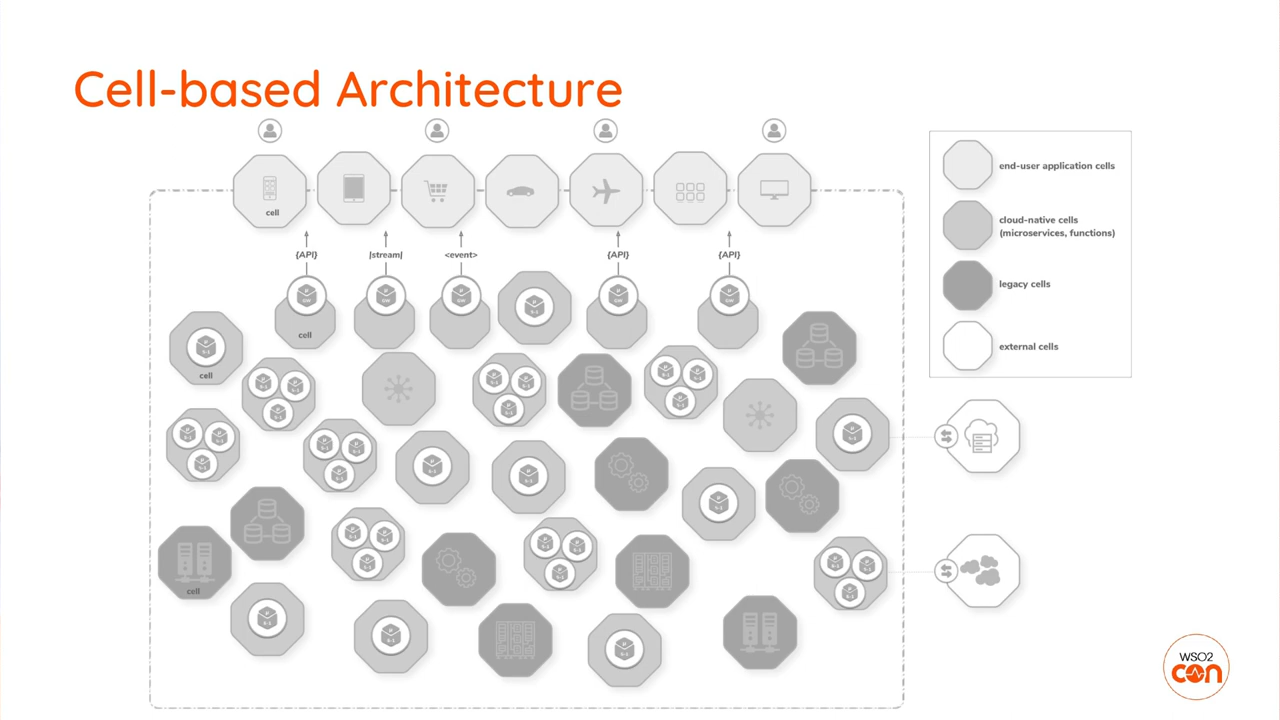 Cell-based Architecture
cell
{API}
|stream|
<event>
{API}
{API}
cell
cell
cell
end-user application cells
cloud-native cells
(microservices, functions)
legacy cells
external cells
WSO2
con